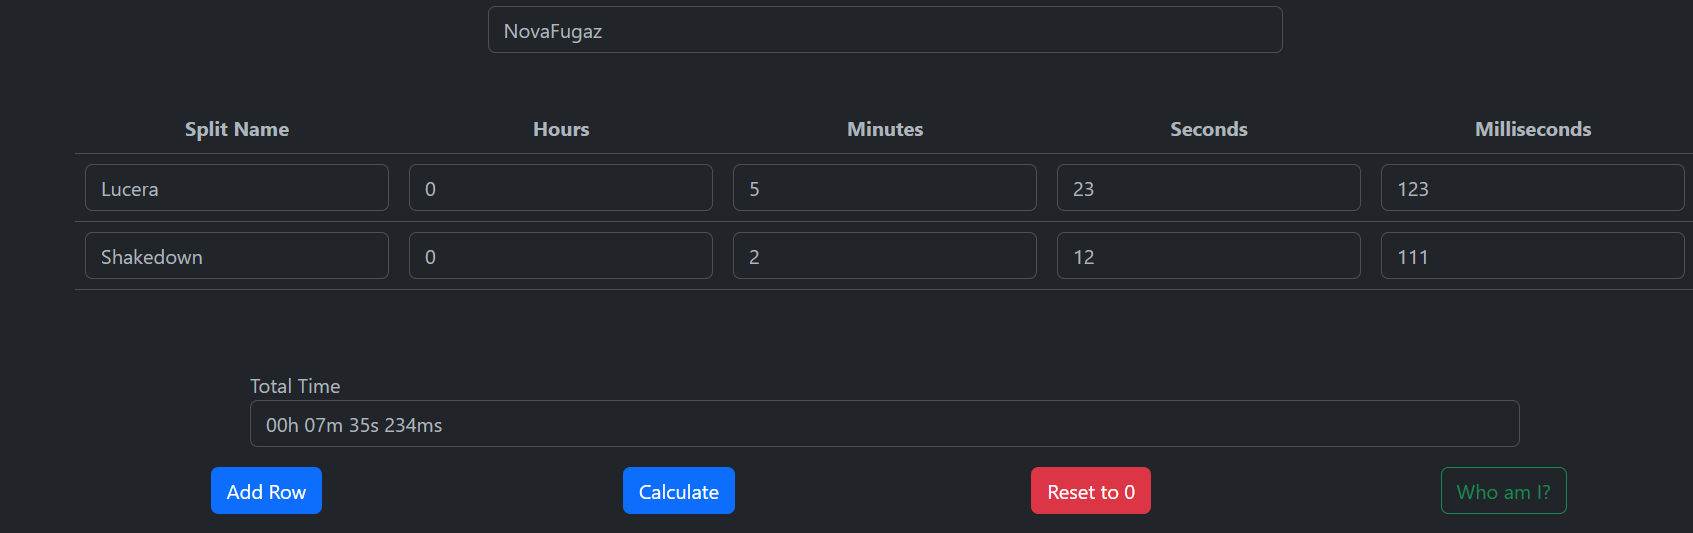 NovaFugaz
Split Name Hours Minutes Seconds Milliseconds
Lucera 0 5 23 123
Shakedown 0 2 12 111
Total Time
00h 07m 35s 234ms
Add Row Calculate Reset to 0 Who am I?